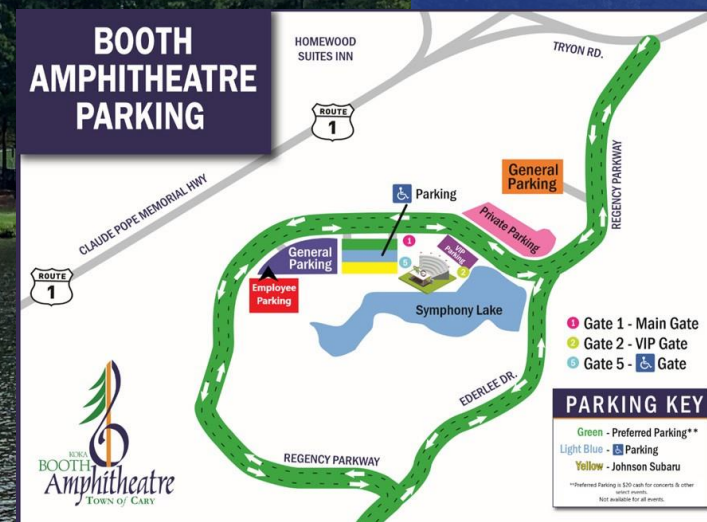 BOOTH
AMPHITHEATRE
PARKING
HOMEWOOD
SUITES INN
TRYON RD.
ROUTE
1
CLAUDE POPE MEMORIAL HWY
REGENCY PARKWAY
General
Parking
Parking
Private Parking
VIP
Parking
General
Parking
1
5
2
Employee
Parking
ROUTE
1
Symphony Lake
1 Gate 1 - Main Gate
2 Gate 2 - VIP Gate
5 Gate 5 - Gate
EDERLEE DR.
REGENCY PARKWAY
PARKING KEY
Green - Preferred Parking**
Light Blue - Parking
Yellow - Johnson Subaru
**Preferred Parking is $20 cash for concerts & other
select events.
Not available for all events.
KOKA
BOOTH
Amphitheatre
TOWN of CARY